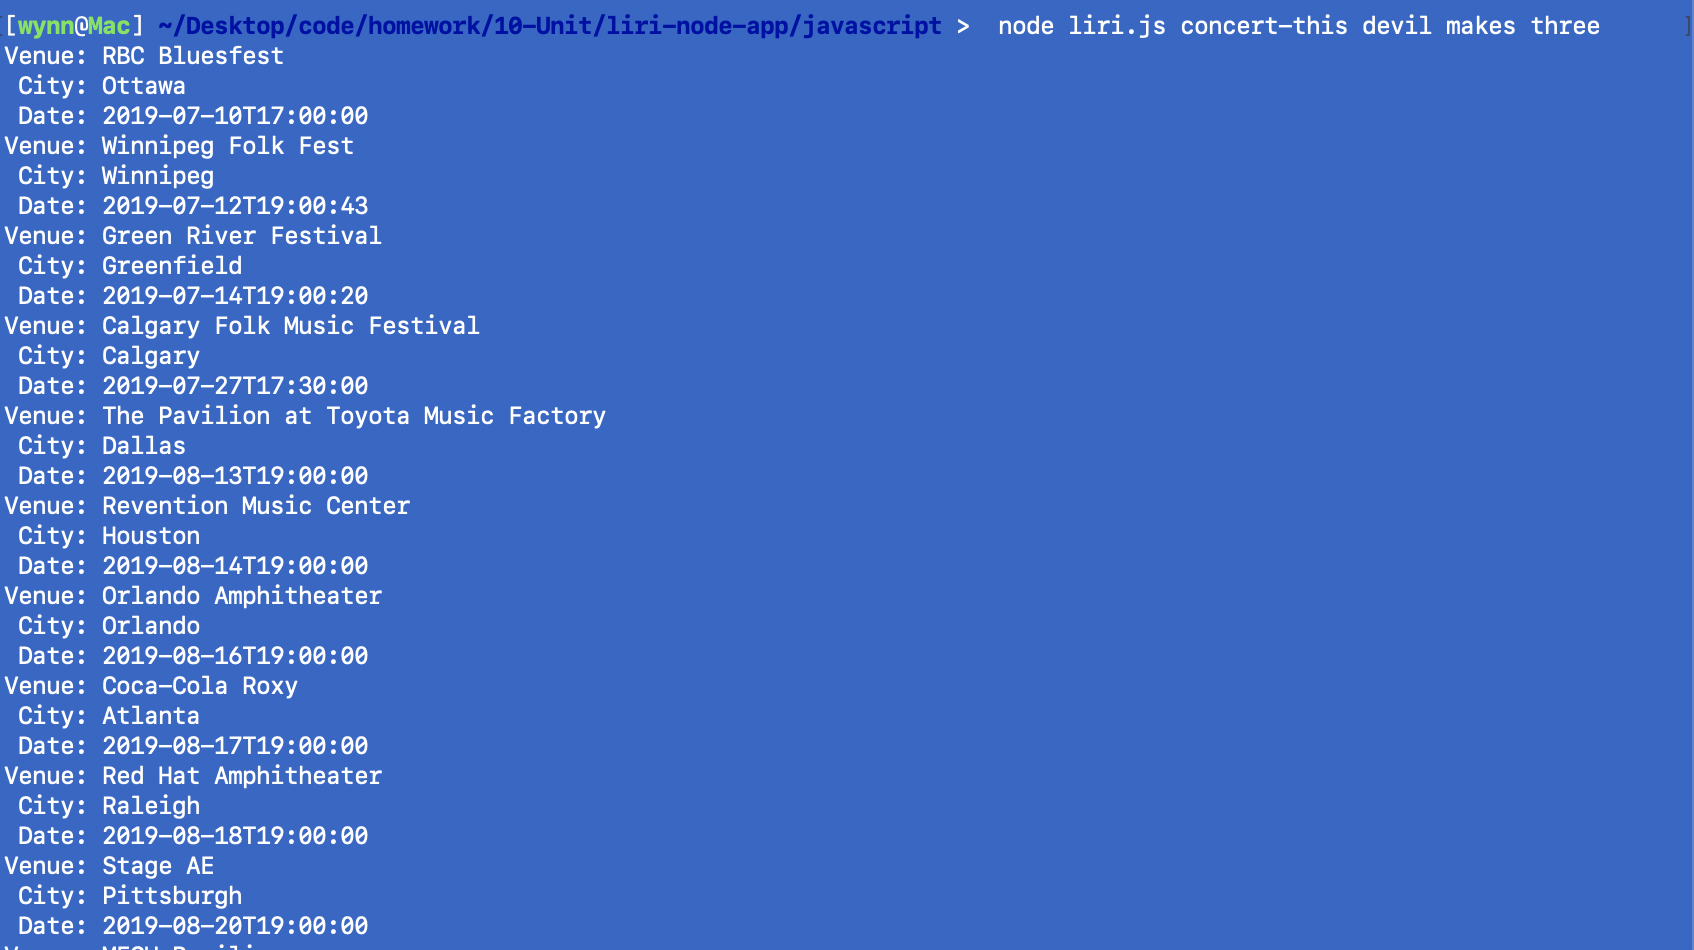 [wynn@Mac] ~/Desktop/code/homework/10-Unit/liri-node-app/javascript > node liri.js concert-this devil makes three ]
Venue: RBC Bluesfest
City: Ottawa
Date: 2019-07-10T17:00:00
Venue: Winnipeg Folk Fest
City: Winnipeg
Date: 2019-07-12T19:00:43
Venue: Green River Festival
City: Greenfield
Date: 2019-07-14T19:00:20
Venue: Calgary Folk Music Festival
City: Calgary
Date: 2019-07-27T17:30:00
Venue: The Pavilion at Toyota Music Factory
City: Dallas
Date: 2019-08-13T19:00:00
Venue: Revention Music Center
City: Houston
Date: 2019-08-14T19:00:00
Venue: Orlando Amphitheater
City: Orlando
Date: 2019-08-16T19:00:00
Venue: Coca-Cola Roxy
City: Atlanta
Date: 2019-08-17T19:00:00
Venue: Red Hat Amphitheater
City: Raleigh
Date: 2019-08-18T19:00:00
Venue: Stage AE
City: Pittsburgh
Date: 2019-08-20T19:00:00